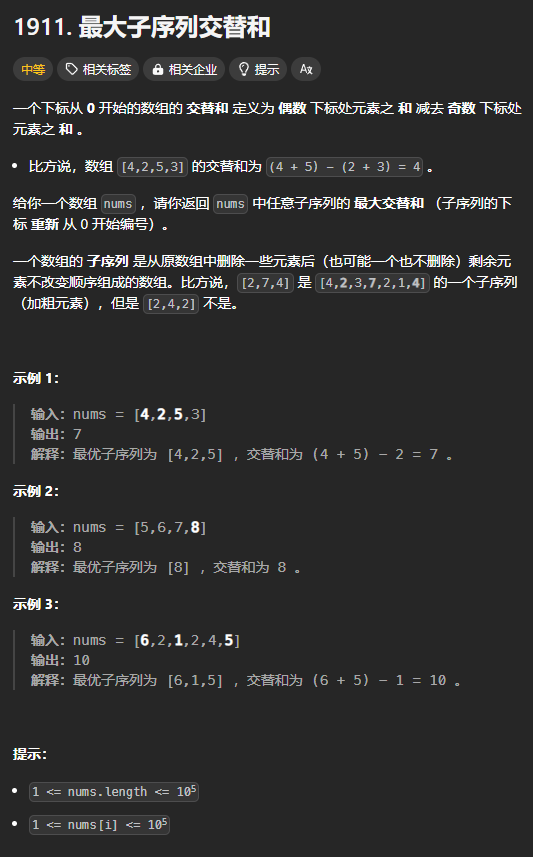 1911. 最大子序列交替和
中等 相关标签 相关企业 提示 Aあ
一个下标从 0 开始的数组的 交替和 定义为 偶数 下标处元素之 和 减去 奇数 下标处
元素之 和 。
• 比方说，数组 [4,2,5,3] 的交替和为 (4 + 5) - (2 + 3) = 4 。
给你一个数组 nums ，请你返回 nums 中任意子序列的 最大交替和 （子序列的下
标 重新 从 0 开始编号）。
一个数组的 子序列 是从原数组中删除一些元素后（也可能一个也不删除）剩余元
素不改变顺序组成的数组。比方说，[2,7,4] 是 [4,2,3,7,2,1,4] 的一个子序列
（加粗元素），但是 [2,4,2] 不是。
示例 1：
输入：nums = [4,2,5,3]
输出：7
解释：最优子序列为 [4,2,5] ，交替和为 (4 + 5) - 2 = 7 。
示例 2：
输入：nums = [5,6,7,8]
输出：8
解释：最优子序列为 [8] ，交替和为 8 。
示例 3：
输入：nums = [6,2,1,2,4,5]
输出：10
解释：最优子序列为 [6,1,5] ，交替和为 (6 + 5) - 1 = 10 。
提示：
• 1 <= nums.length <= 10⁵
• 1 <= nums[i] <= 10⁵